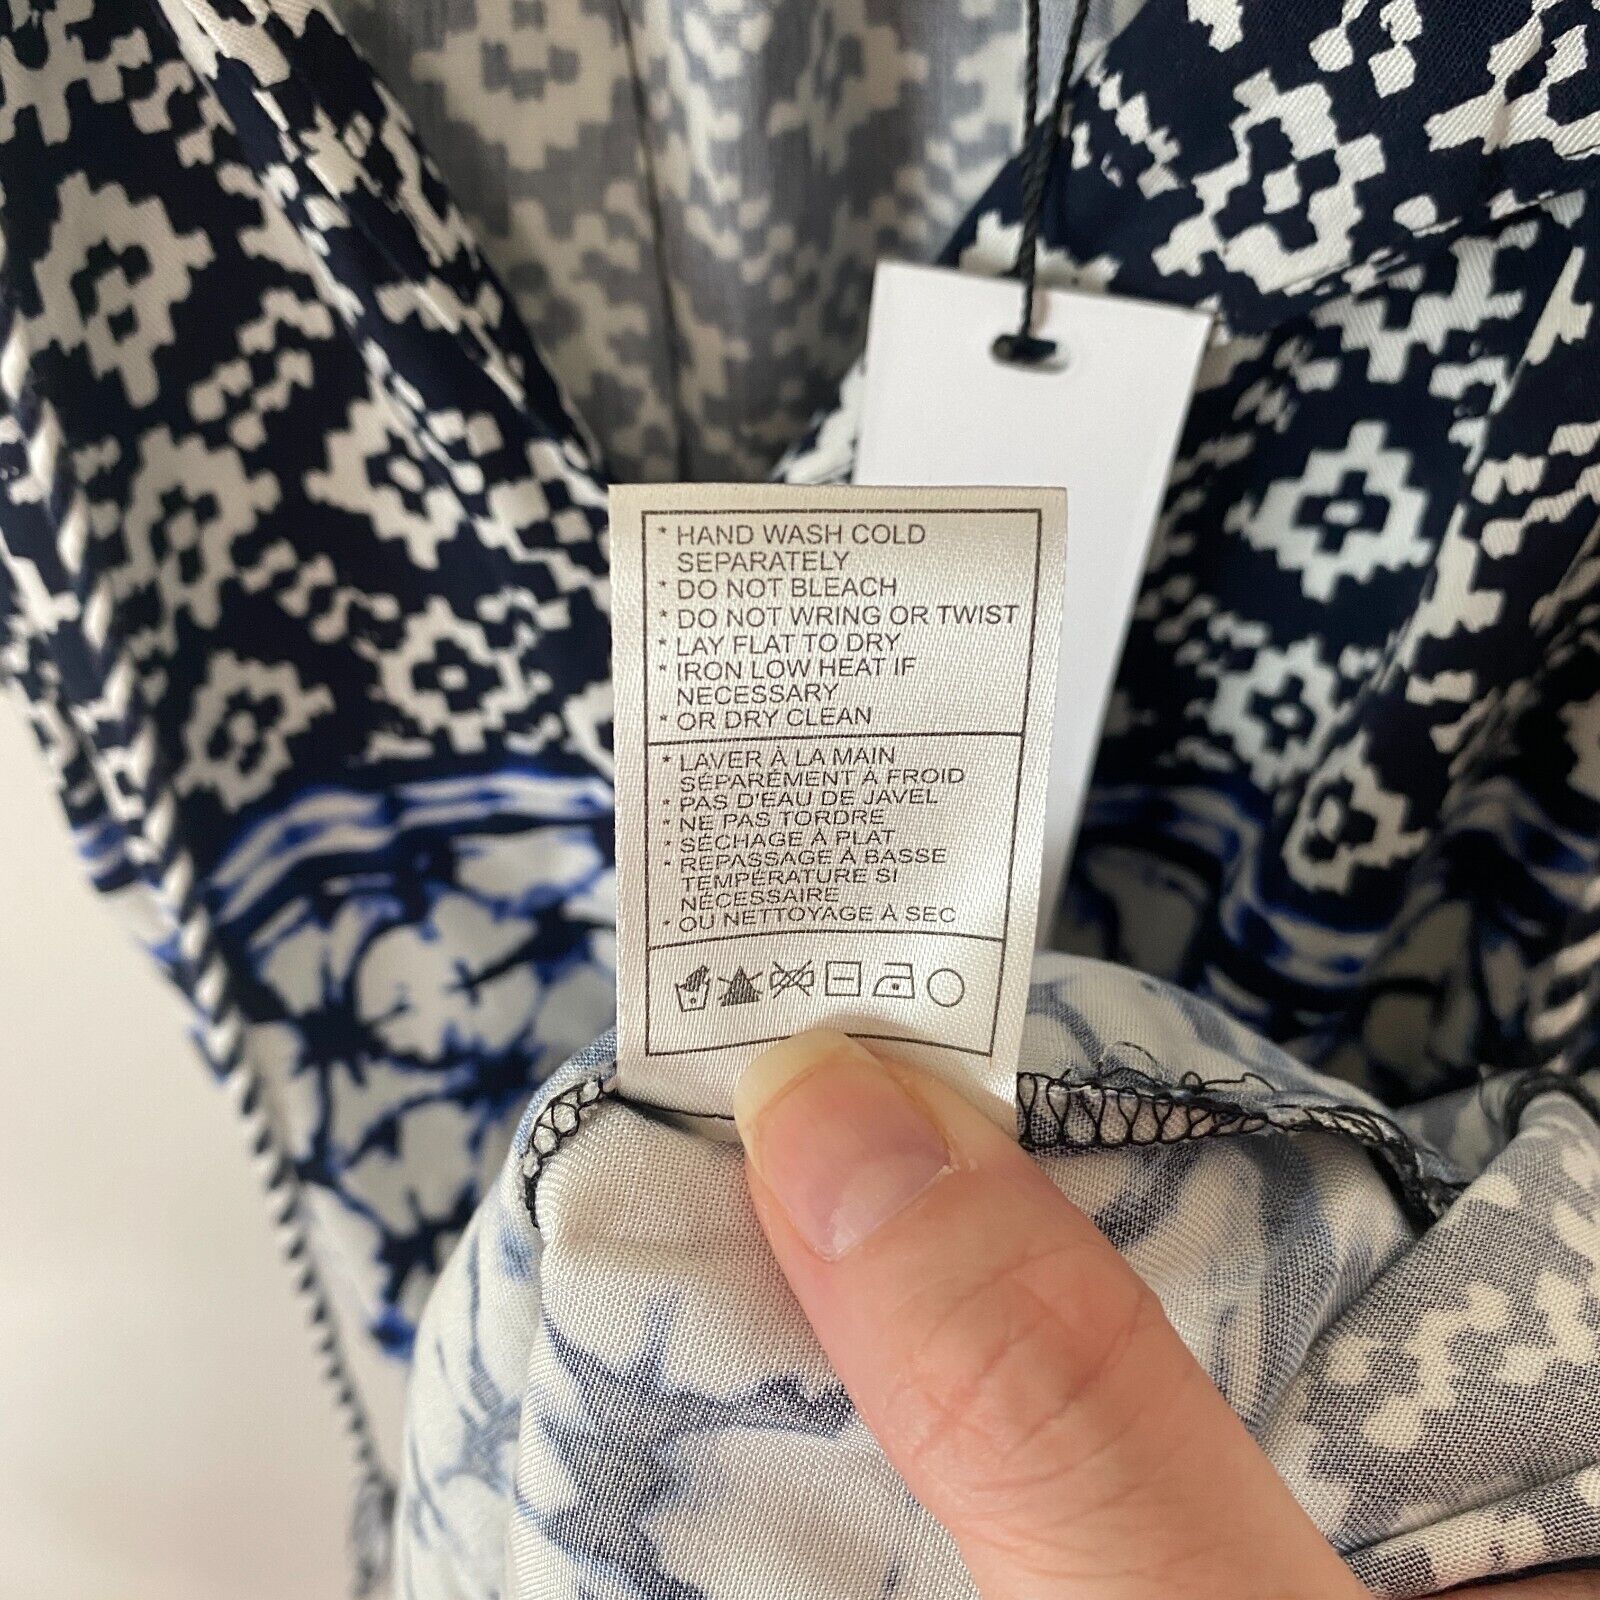 * HAND WASH COLD
SEPARATELY
* DO NOT BLEACH
* DO NOT WRING OR TWIST
* LAY FLAT TO DRY
* IRON LOW HEAT IF
NECESSARY
* OR DRY CLEAN
* LAVER À LA MAIN
SÉPARÉMENT À FROID
* PAS D'EAU DE JAVEL
* NE PAS TORDRE
* SÉCHAGE À PLAT
* REPASSAGE À BASSE
TEMPÉRATURE SI
NÉCESSAIRE
* OU NETTOYAGE À SEC